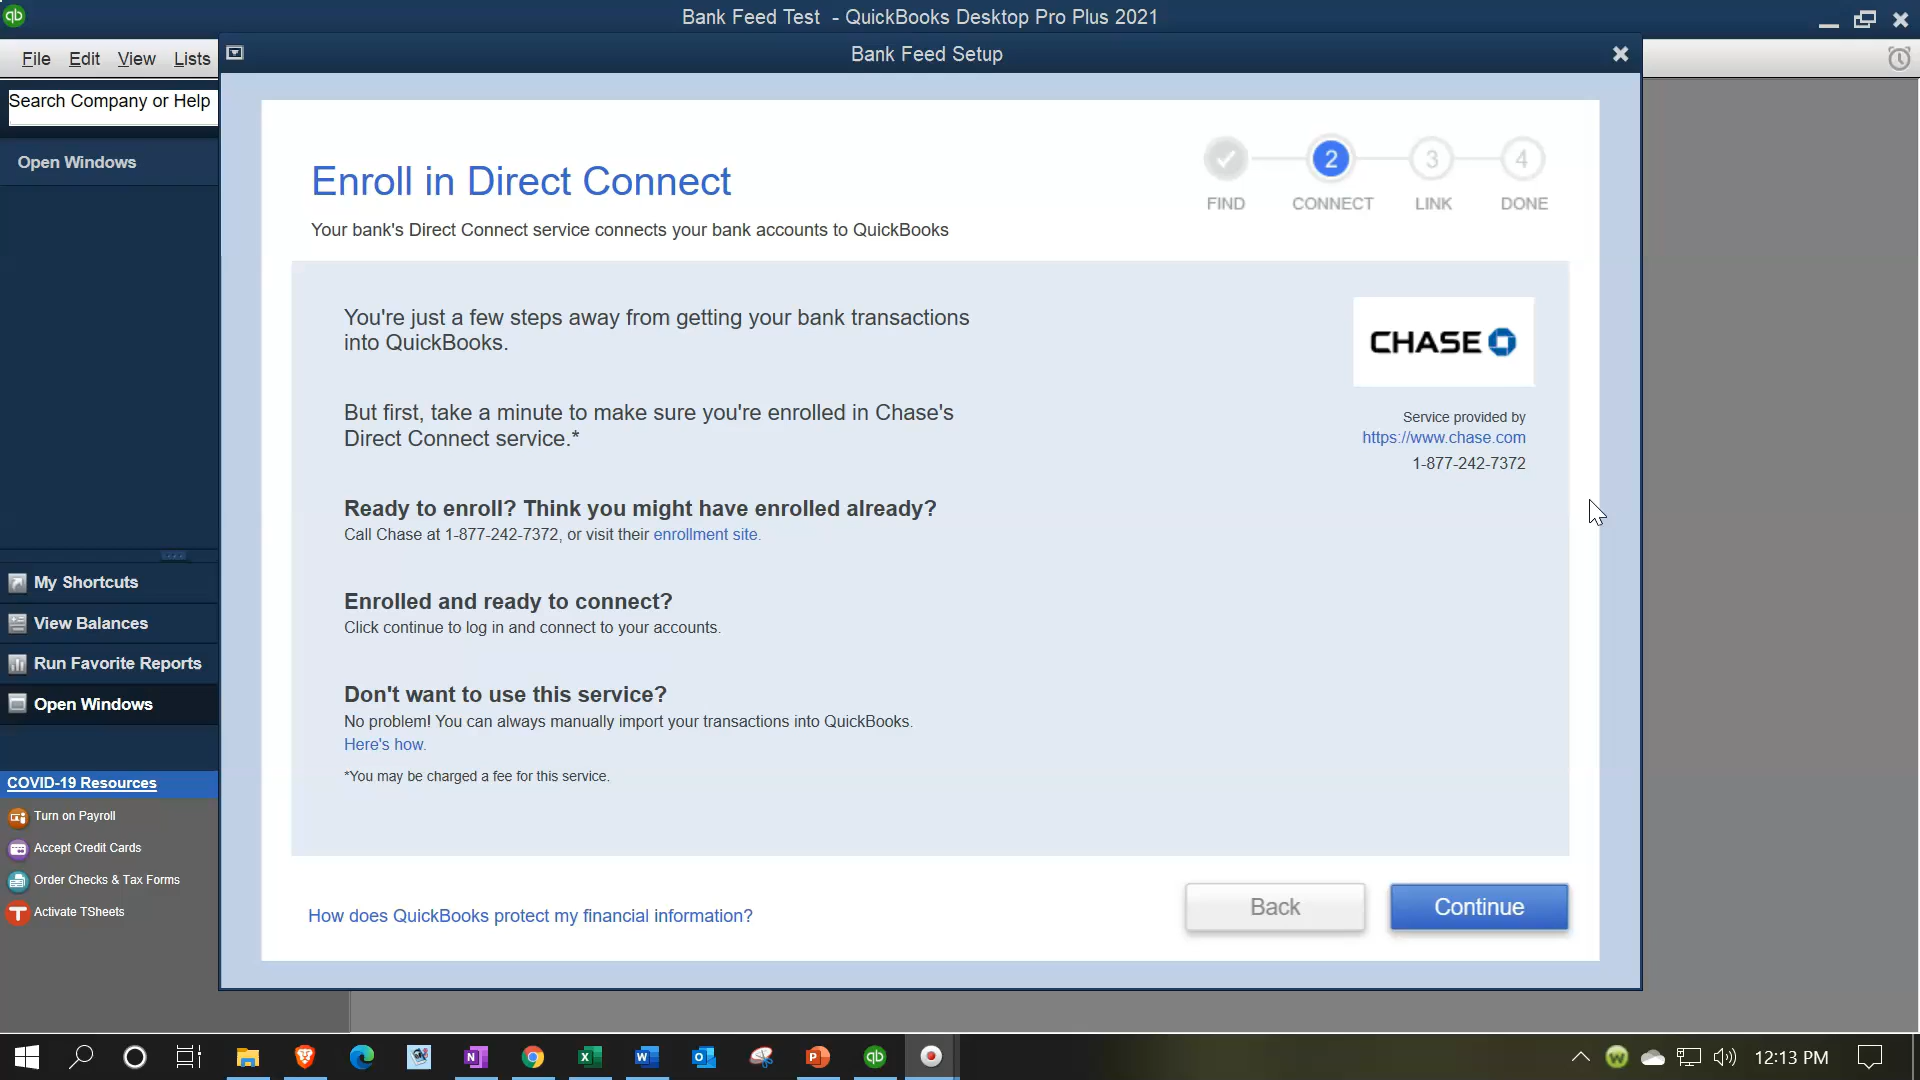 Bank Feed Test - QuickBooks Desktop Pro Plus 2021
File Edit View Lists
Bank Feed Setup
Search Company or Help
Open Windows
Enroll in Direct Connect
Your bank's Direct Connect service connects your bank accounts to QuickBooks
2 3 4
FIND CONNECT LINK DONE
You're just a few steps away from getting your bank transactions
into QuickBooks.
But first, take a minute to make sure you're enrolled in Chase's
Direct Connect service.*
Ready to enroll? Think you might have enrolled already?
Call Chase at 1-877-242-7372, or visit their enrollment site.
Enrolled and ready to connect?
Click continue to log in and connect to your accounts.
Don't want to use this service?
No problem! You can always manually import your transactions into QuickBooks.
Here's how.
*You may be charged a fee for this service.
CHASE
Service provided by
https://www.chase.com
1-877-242-7372
How does QuickBooks protect my financial information?
Back
Continue
My Shortcuts
View Balances
Run Favorite Reports
Open Windows
COVID-19 Resources
Turn on Payroll
Accept Credit Cards
Order Checks & Tax Forms
Activate TSheets
12:13 PM